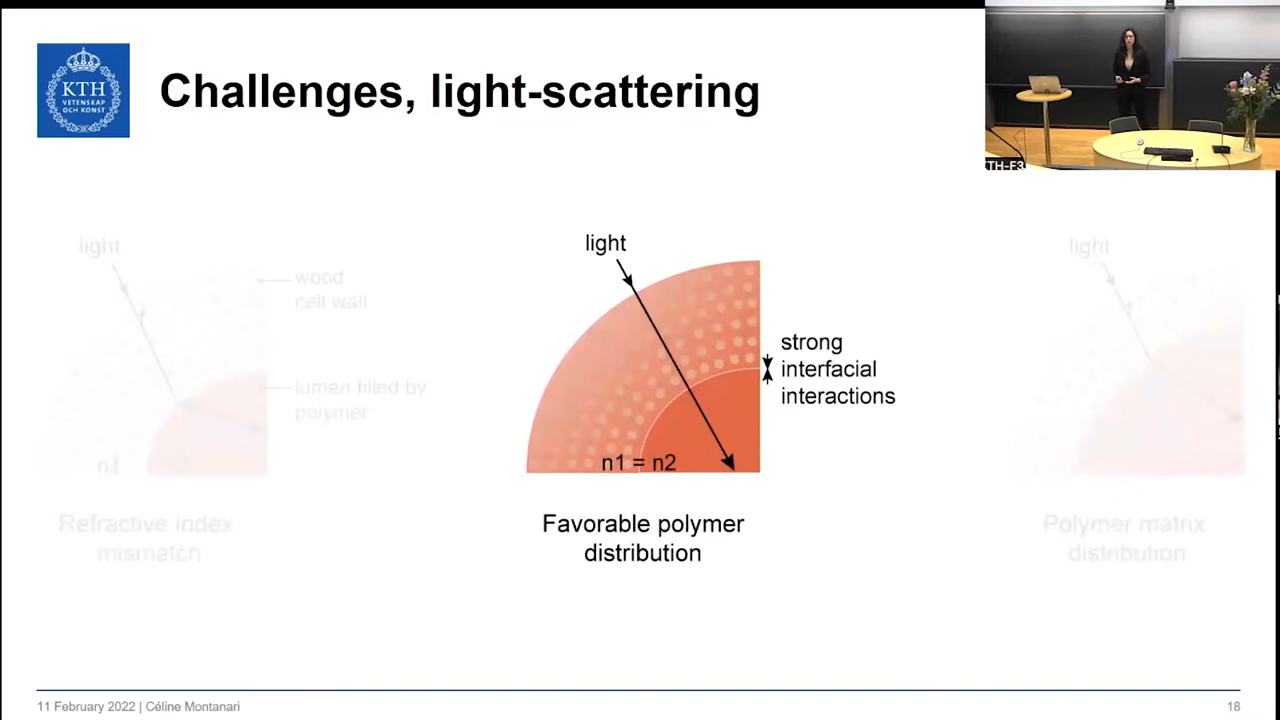 KTH
VETENSKAP
OCH KONST
Challenges, light-scattering
KTH-F3
light
wood
cell wall
lumen filled by
polymer
n1
Refractive index
mismatch
light
strong
interfacial
interactions
n1 = n2
Favorable polymer
distribution
light
Polymer matrix
distribution
11 February 2022 | Céline Montanari
18